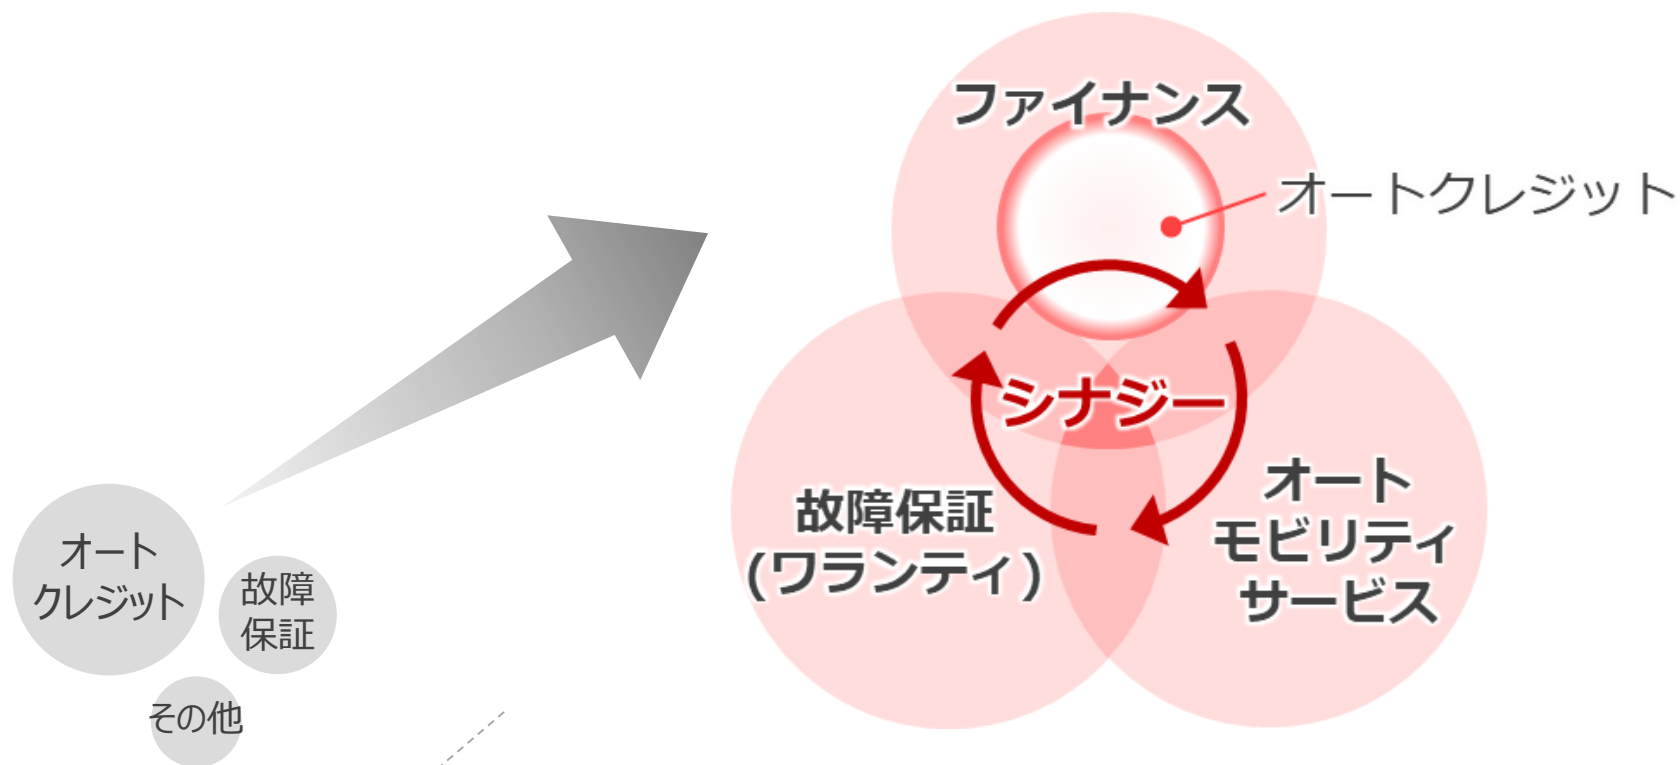 ファイナンス
オートクレジット
シナジー
故障保証
(ワランティ)
オート
モビリティ
サービス
オート
クレジット
故障
保証
その他